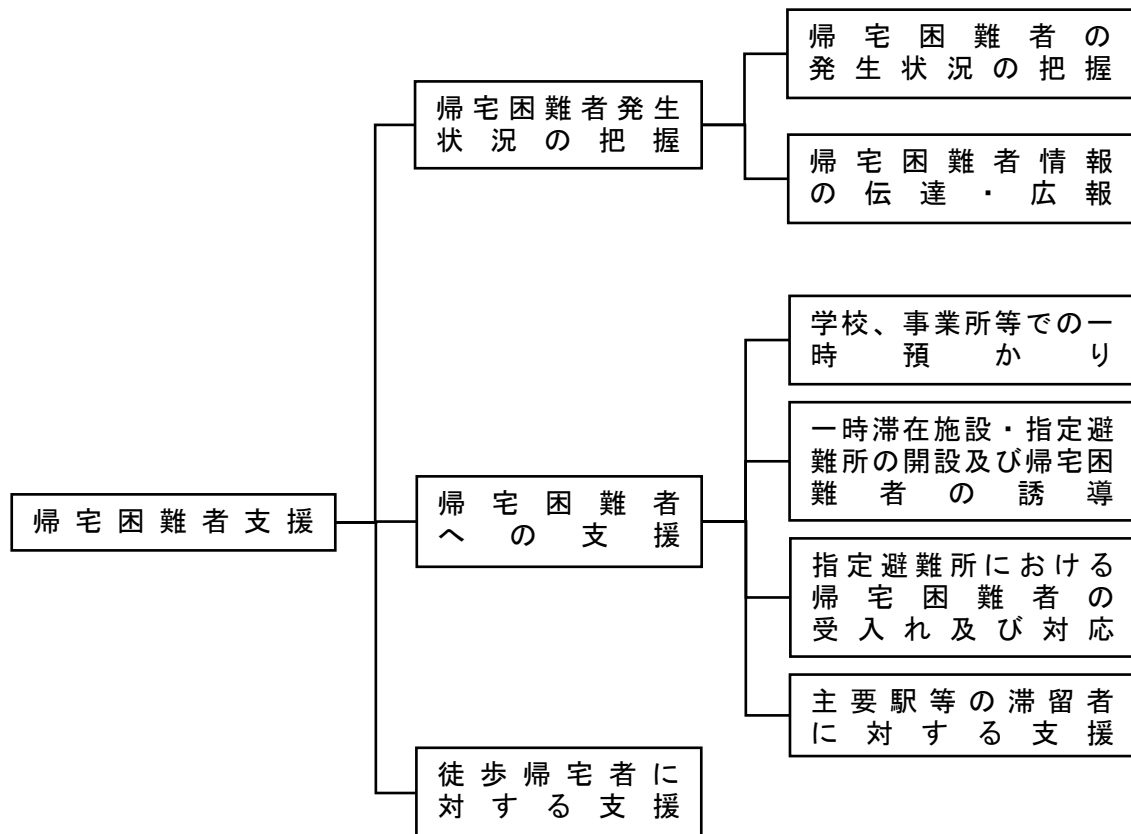 帰宅困難者支援
帰宅困難者発生
状況の把握
帰宅困難者の
発生状況の把握
帰宅困難者情報
の伝達・広報
帰宅困難者
への支援
学校、事業所等での一
時預かり
一時滞在施設・指定避
難所の開設及び帰宅困
難者の誘導
指定避難所における
帰宅困難者の
受入れ及び対応
主要駅等の滞留者
に対する支援
徒歩帰宅者に
対する支援